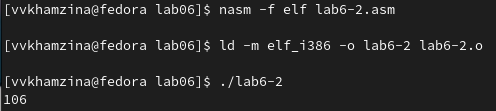 [vvkhamzina@fedora lab06]$ nasm -f elf lab6-2.asm
[vvkhamzina@fedora lab06]$ ld -m elf_i386 -o lab6-2 lab6-2.o
[vvkhamzina@fedora lab06]$ ./lab6-2
106